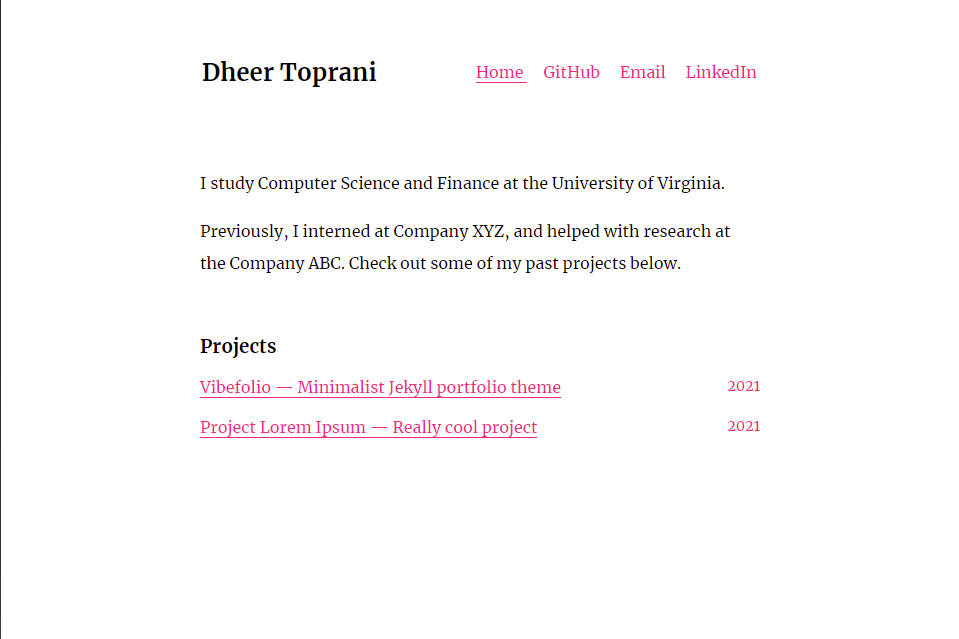 Dheer Toprani Home GitHub Email LinkedIn
I study Computer Science and Finance at the University of Virginia.
Previously, I interned at Company XYZ, and helped with research at
the Company ABC. Check out some of my past projects below.
Projects
Vibefolio — Minimalist Jekyll portfolio theme 2021
Project Lorem Ipsum — Really cool project 2021